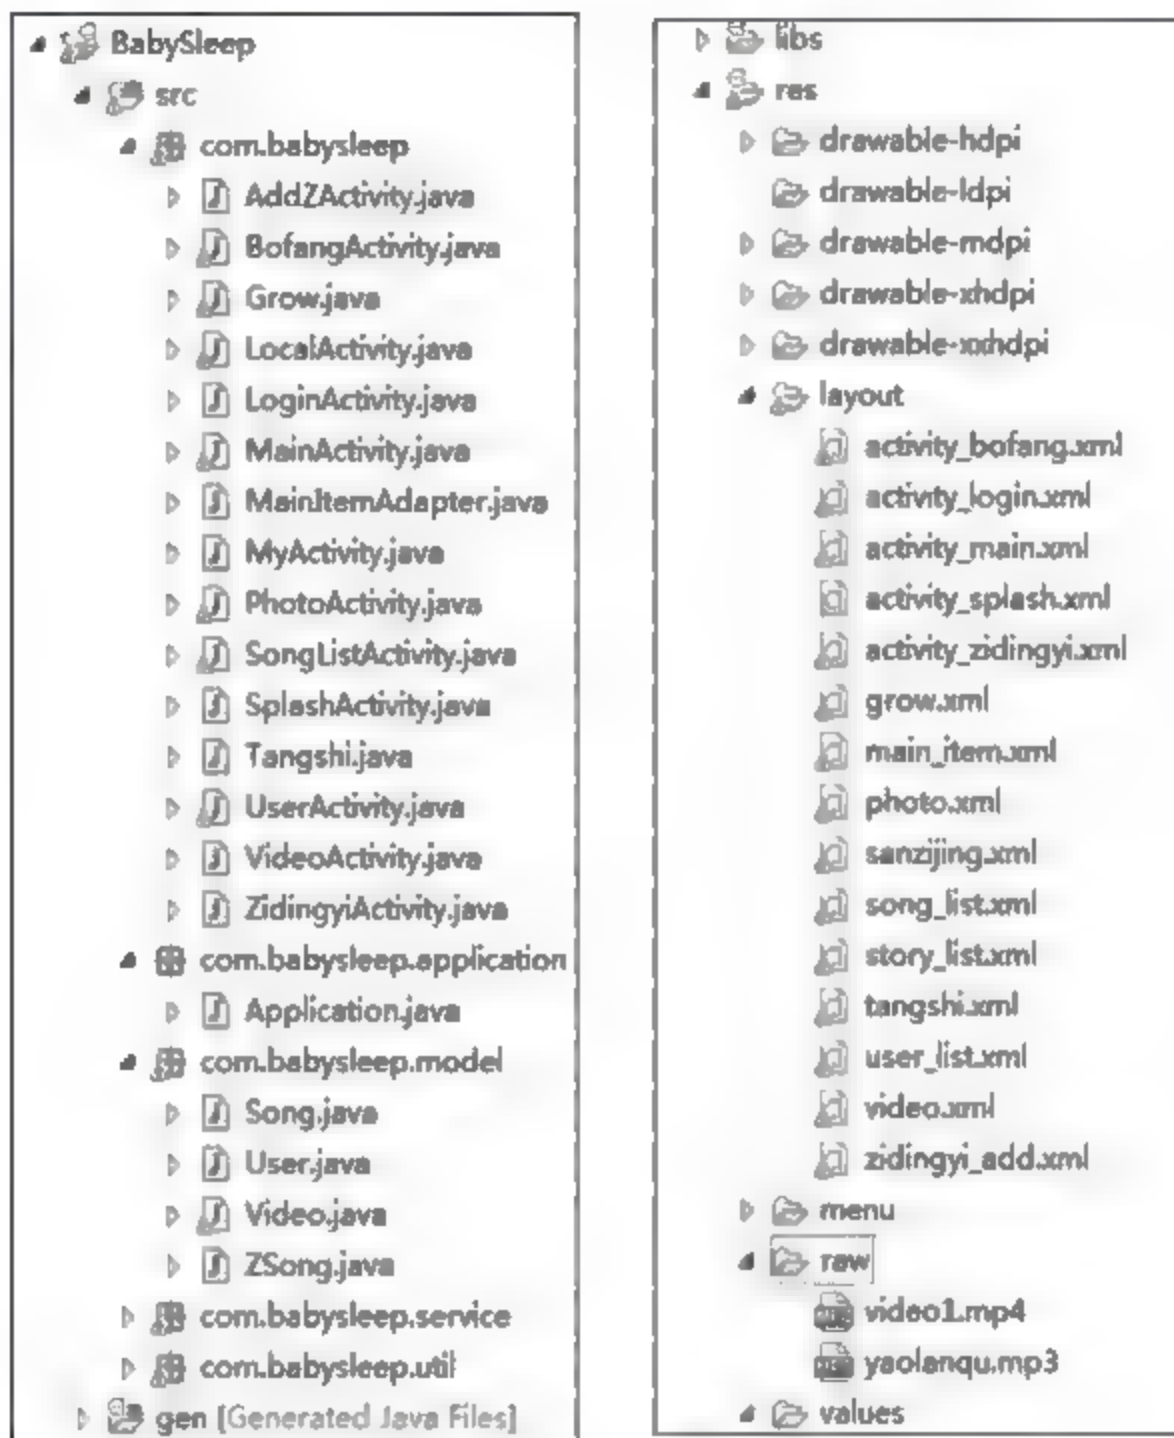 BabySleep
src
com.babysleep
AddZActivity.java
BofangActivity.java
Grow.java
LocalActivity.java
LoginActivity.java
MainActivity.java
MainItemAdapter.java
MyActivity.java
PhotoActivity.java
SongListActivity.java
SplashActivity.java
Tangshi.java
UserActivity.java
VideoActivity.java
ZidingyiActivity.java
com.babysleep.application
Application.java
com.babysleep.model
Song.java
User.java
Video.java
ZSong.java
com.babysleep.service
com.babysleep.util
gen [Generated Java Files]
libs
res
drawable-hdpi
drawable-ldpi
drawable-mdpi
drawable-xhdpi
drawable-xxhdpi
layout
activity_bofang.xml
activity_login.xml
activity_main.xml
activity_splash.xml
activity_zidingyi.xml
grow.xml
main_item.xml
photo.xml
sanzijing.xml
song_list.xml
story_list.xml
tangshi.xml
user_list.xml
video.xml
zidingyi_add.xml
menu
raw
video1.mp4
yaolanqu.mp3
values